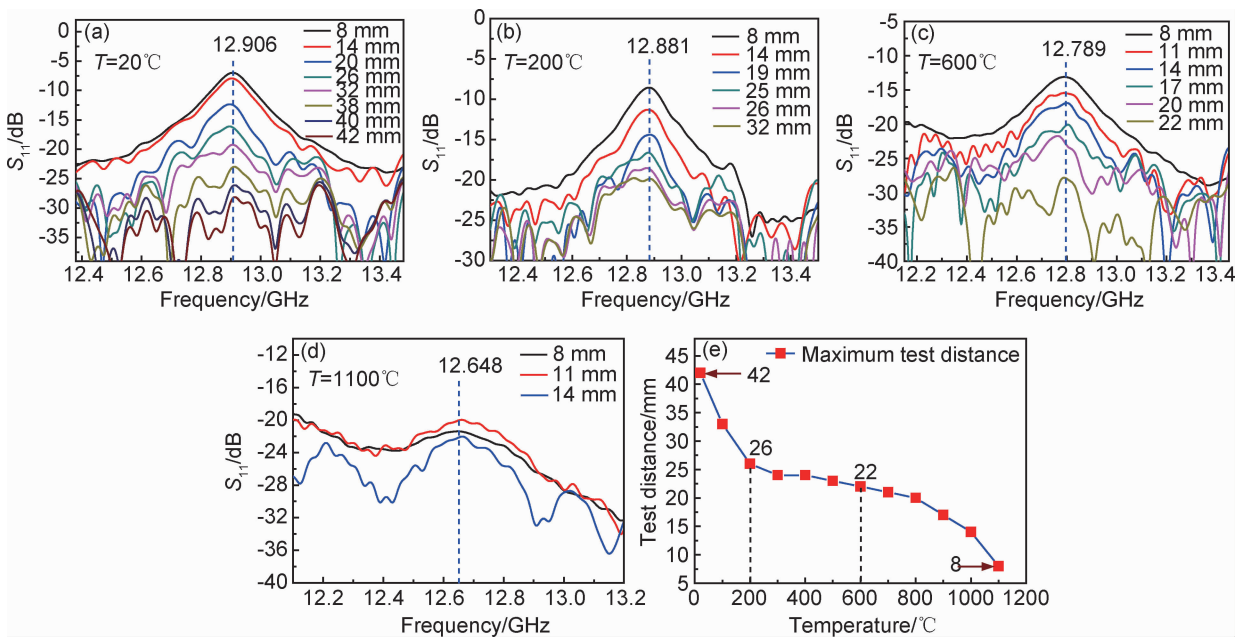 (a)
12.906
T=20℃
8 mm
14 mm
20 mm
26 mm
32 mm
38 mm
40 mm
42 mm
0
-5
-10
-15
-20
-25
-30
-35
S11/dB
12.4 12.6 12.8 13.0 13.2 13.4
Frequency/GHz
(b)
12.881
T=200℃
8 mm
14 mm
19 mm
25 mm
26 mm
32 mm
0
-5
-10
-15
-20
-25
-30
S11/dB
12.4 12.6 12.8 13.0 13.2 13.4
Frequency/GHz
(c)
12.789
T=600℃
8 mm
11 mm
14 mm
17 mm
20 mm
22 mm
-5
-10
-15
-20
-25
-30
-35
-40
S11/dB
12.2 12.4 12.6 12.8 13.0 13.2 13.4
Frequency/GHz
(d)
12.648
T=1100℃
8 mm
11 mm
14 mm
-12
-16
-20
-24
-28
-32
-36
-40
S11/dB
12.2 12.4 12.6 12.8 13.0 13.2
Frequency/GHz
(e)
Maximum test distance
42
26
22
8
45
40
35
30
25
20
15
10
5
Test distance/mm
0 200 400 600 800 1000 1200
Temperature/℃